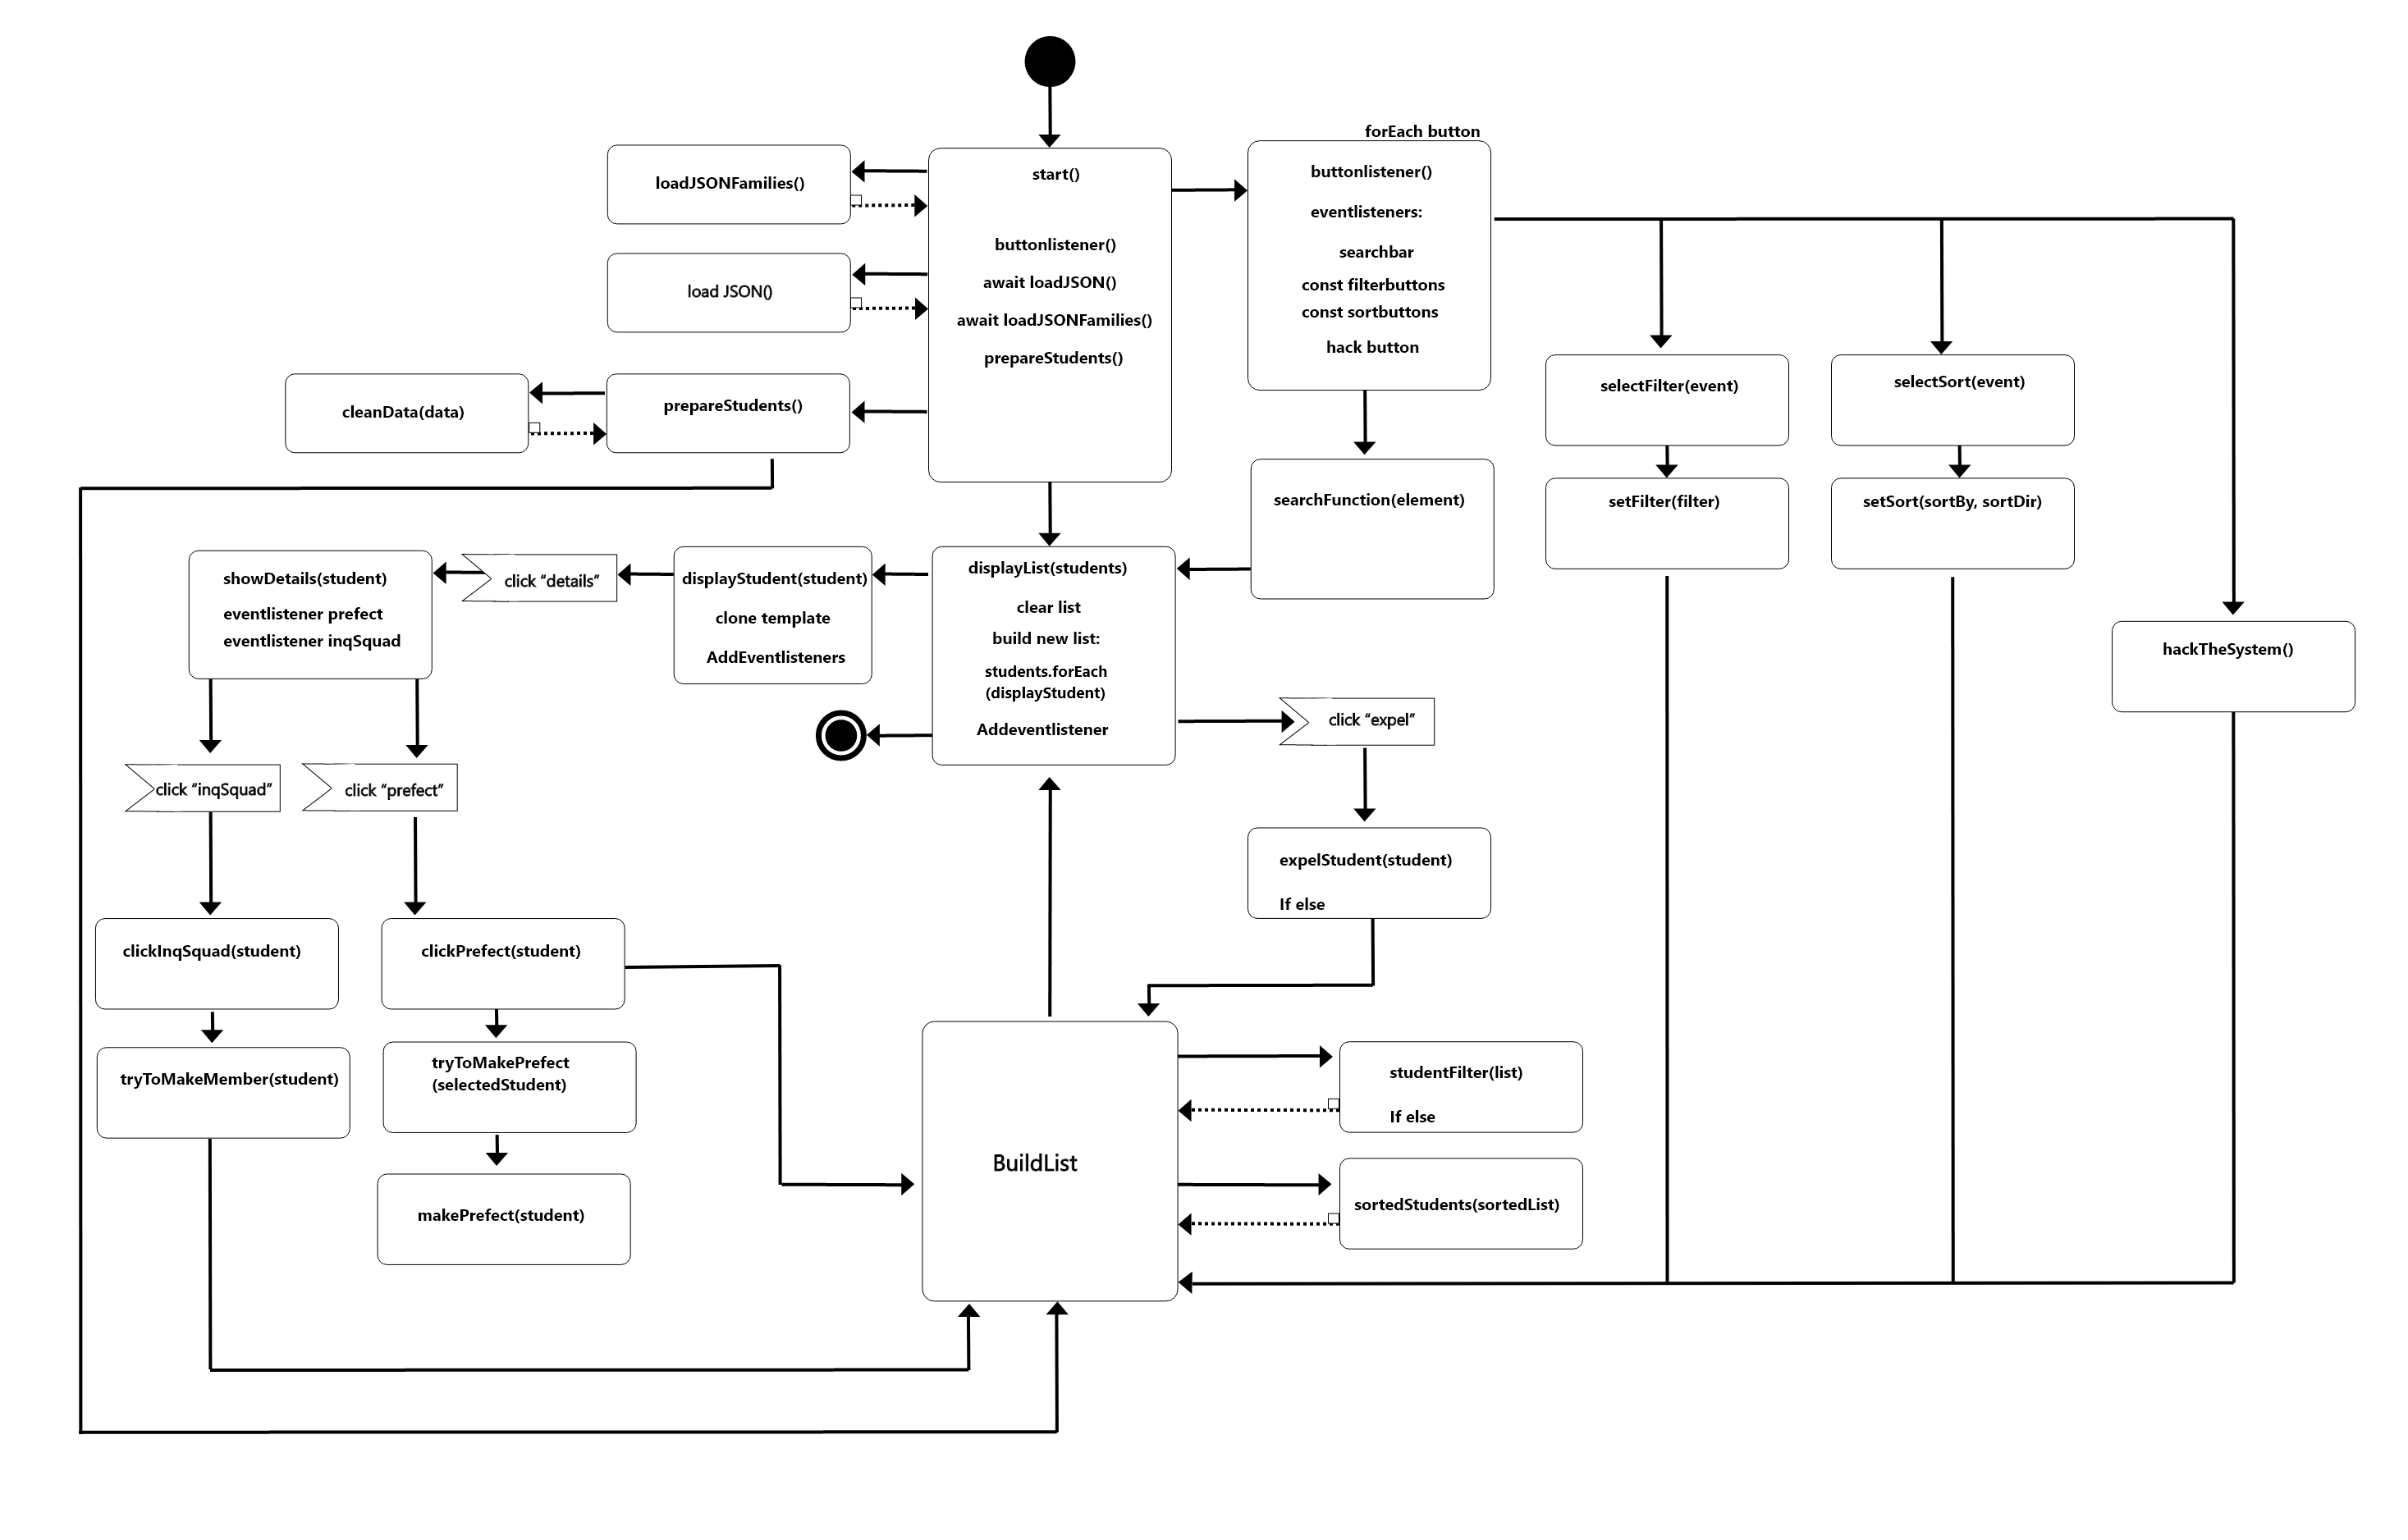 forEach button
loadJSONFamilies()
start()
buttonlistener()
await loadJSON()
await loadJSONFamilies()
prepareStudents()
buttonlistener()
eventlisteners:
searchbar
const filterbuttons
const sortbuttons
hack button
load JSON()
cleanData(data)
prepareStudents()
selectFilter(event)
selectSort(event)
searchFunction(element)
setFilter(filter)
setSort(sortBy, sortDir)
showDetails(student)
eventlistener prefect
eventlistener inqSquad
click “details”
displayStudent(student)
clone template
AddEventlisteners
displayList(students)
clear list
build new list:
students.forEach
(displayStudent)
Addeventlistener
hackTheSystem()
click “expel”
click “inqSquad”
click “prefect”
expelStudent(student)
If else
clickInqSquad(student)
clickPrefect(student)
tryToMakeMember(student)
tryToMakePrefect
(selectedStudent)
makePrefect(student)
BuildList
studentFilter(list)
If else
sortedStudents(sortedList)